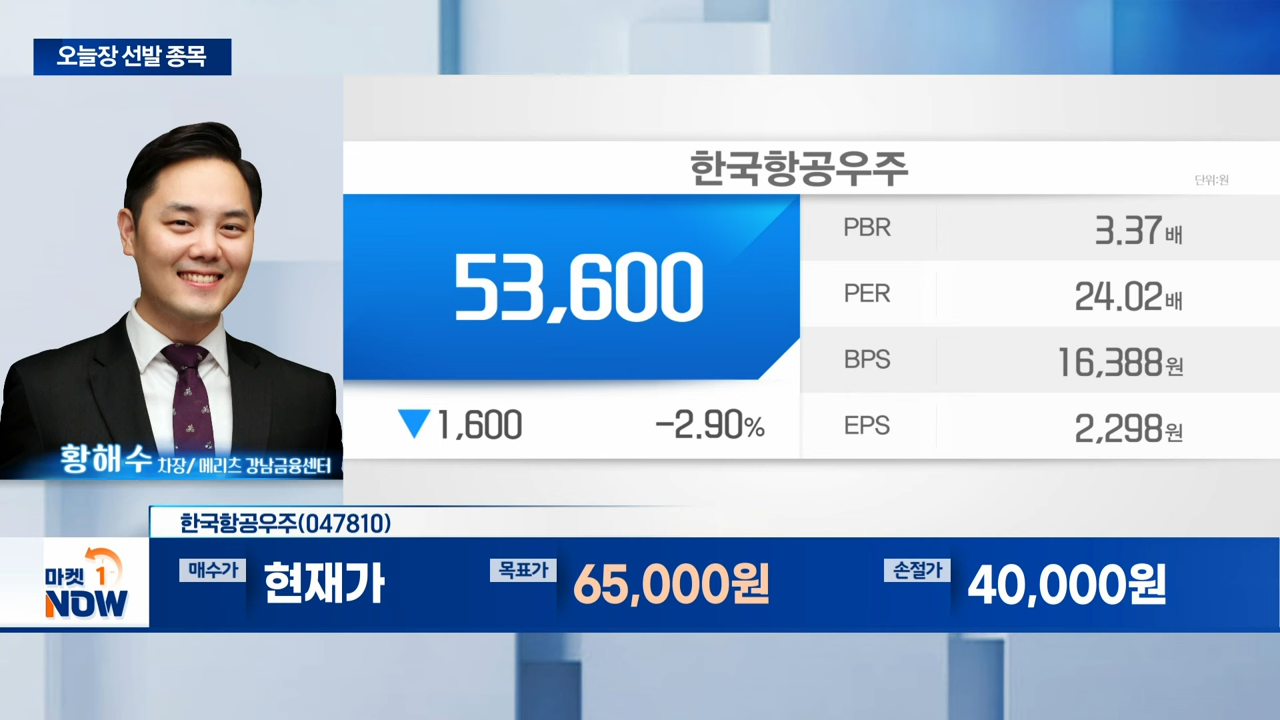 오늘장 선발 종목
한국항공우주
단위:원
53,600
▼1,600 -2.90%
PBR 3.37배
PER 24.02배
BPS 16,388원
EPS 2,298원
황해수 차장/ 메리츠 강남금융센터
한국항공우주(047810)
마켓 1
NOW
매수가 현재가 목표가 65,000원 손절가 40,000원